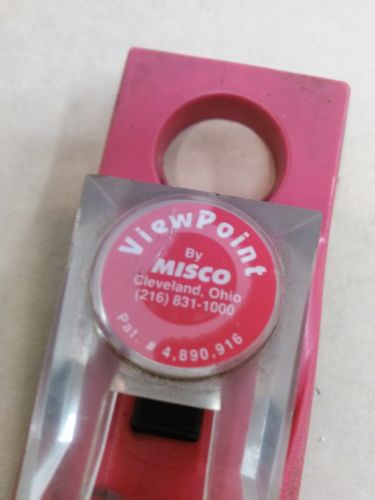 ViewPoint
By
MISCO
Cleveland, Ohio
(216) 831-1000
Pat. # 4,890,916